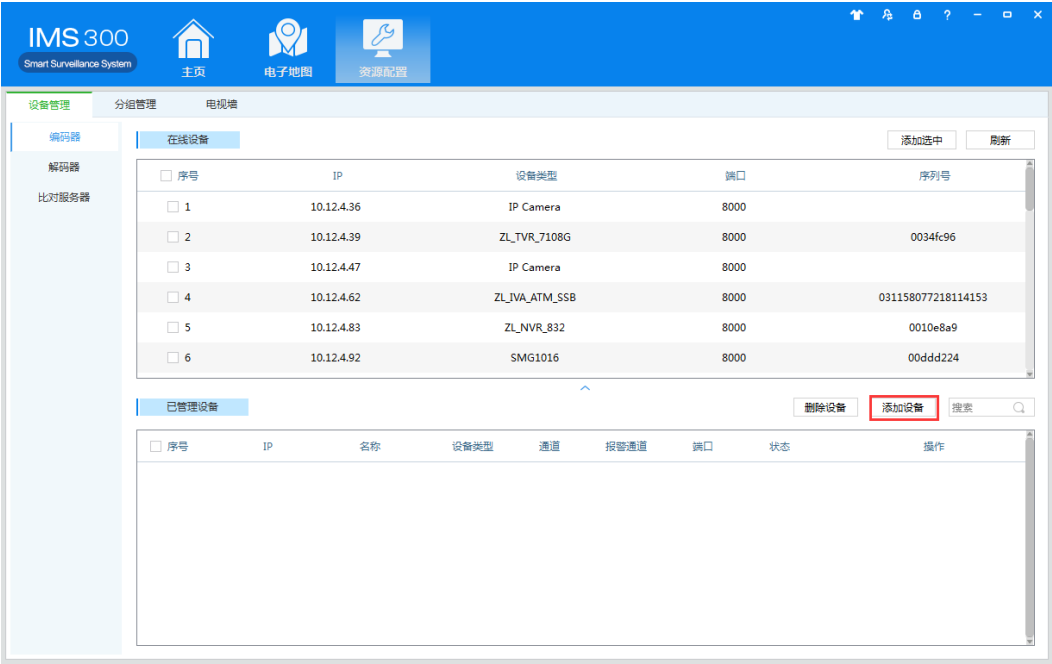 IMS 300
Smart Surveillance System
主页
电子地图
资源配置
设备管理 分组管理 电视墙
编码器
解码器
比对服务器
在线设备 添加选中 刷新
序号 IP 设备类型 端口 序列号
1 10.12.4.36 IP Camera 8000
2 10.12.4.39 ZL_TVR_7108G 8000 0034fc96
3 10.12.4.47 IP Camera 8000
4 10.12.4.62 ZL_IVA_ATM_SSB 8000 031158077218114153
5 10.12.4.83 ZL_NVR_832 8000 0010e8a9
6 10.12.4.92 SMG1016 8000 00ddd224
已管理设备 删除设备 添加设备 搜索
序号 IP 名称 设备类型 通道 报警通道 端口 状态 操作